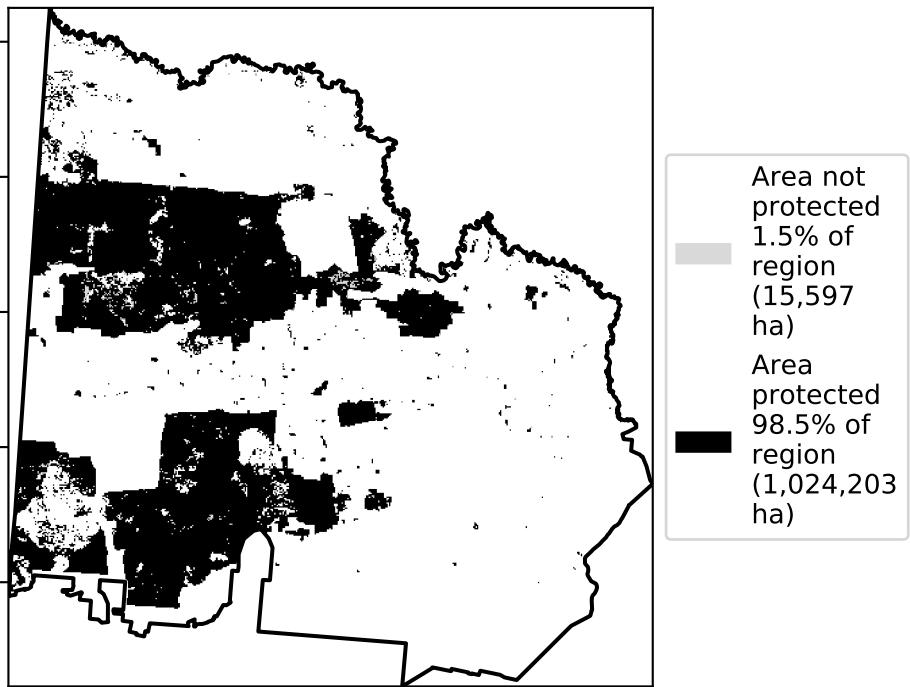 Area not
protected
1.5% of
region
(15,597
ha)
Area
protected
98.5% of
region
(1,024,203
ha)